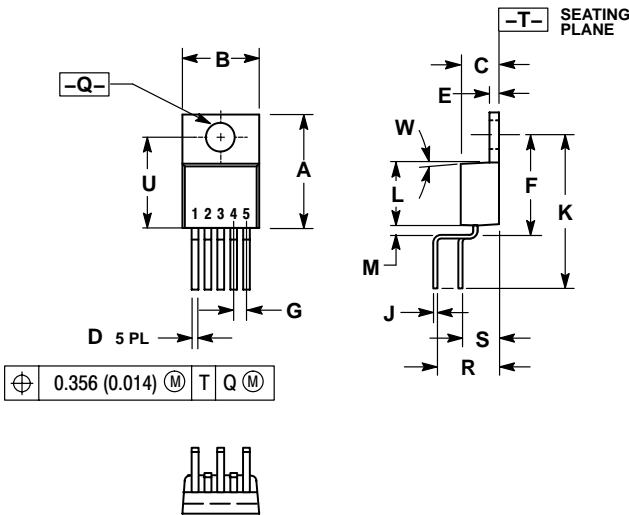 –T– SEATING
PLANE
B
C
–Q–
E
W
U
A
L
F
K
1 2 3 4 5
M
G
J
D 5 PL
S
R
⌖ 0.356 (0.014) Ⓜ T Q Ⓜ